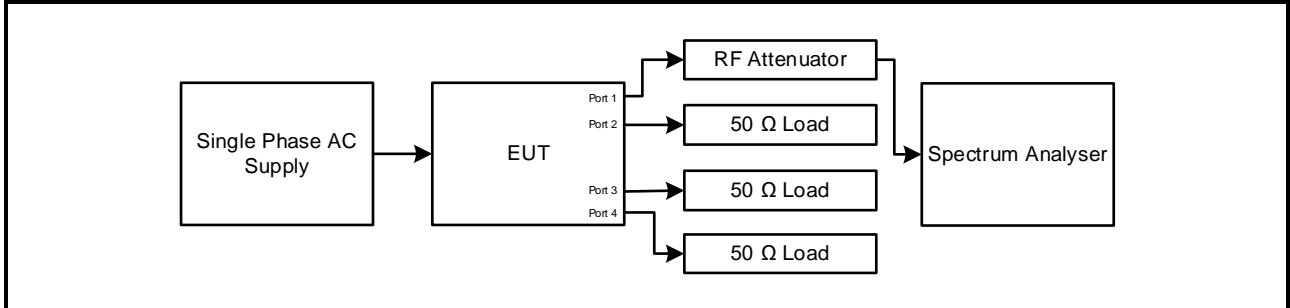 Single Phase AC
Supply
EUT
Port 1
Port 2
Port 3
Port 4
RF Attenuator
50 Ω Load
50 Ω Load
50 Ω Load
Spectrum Analyser